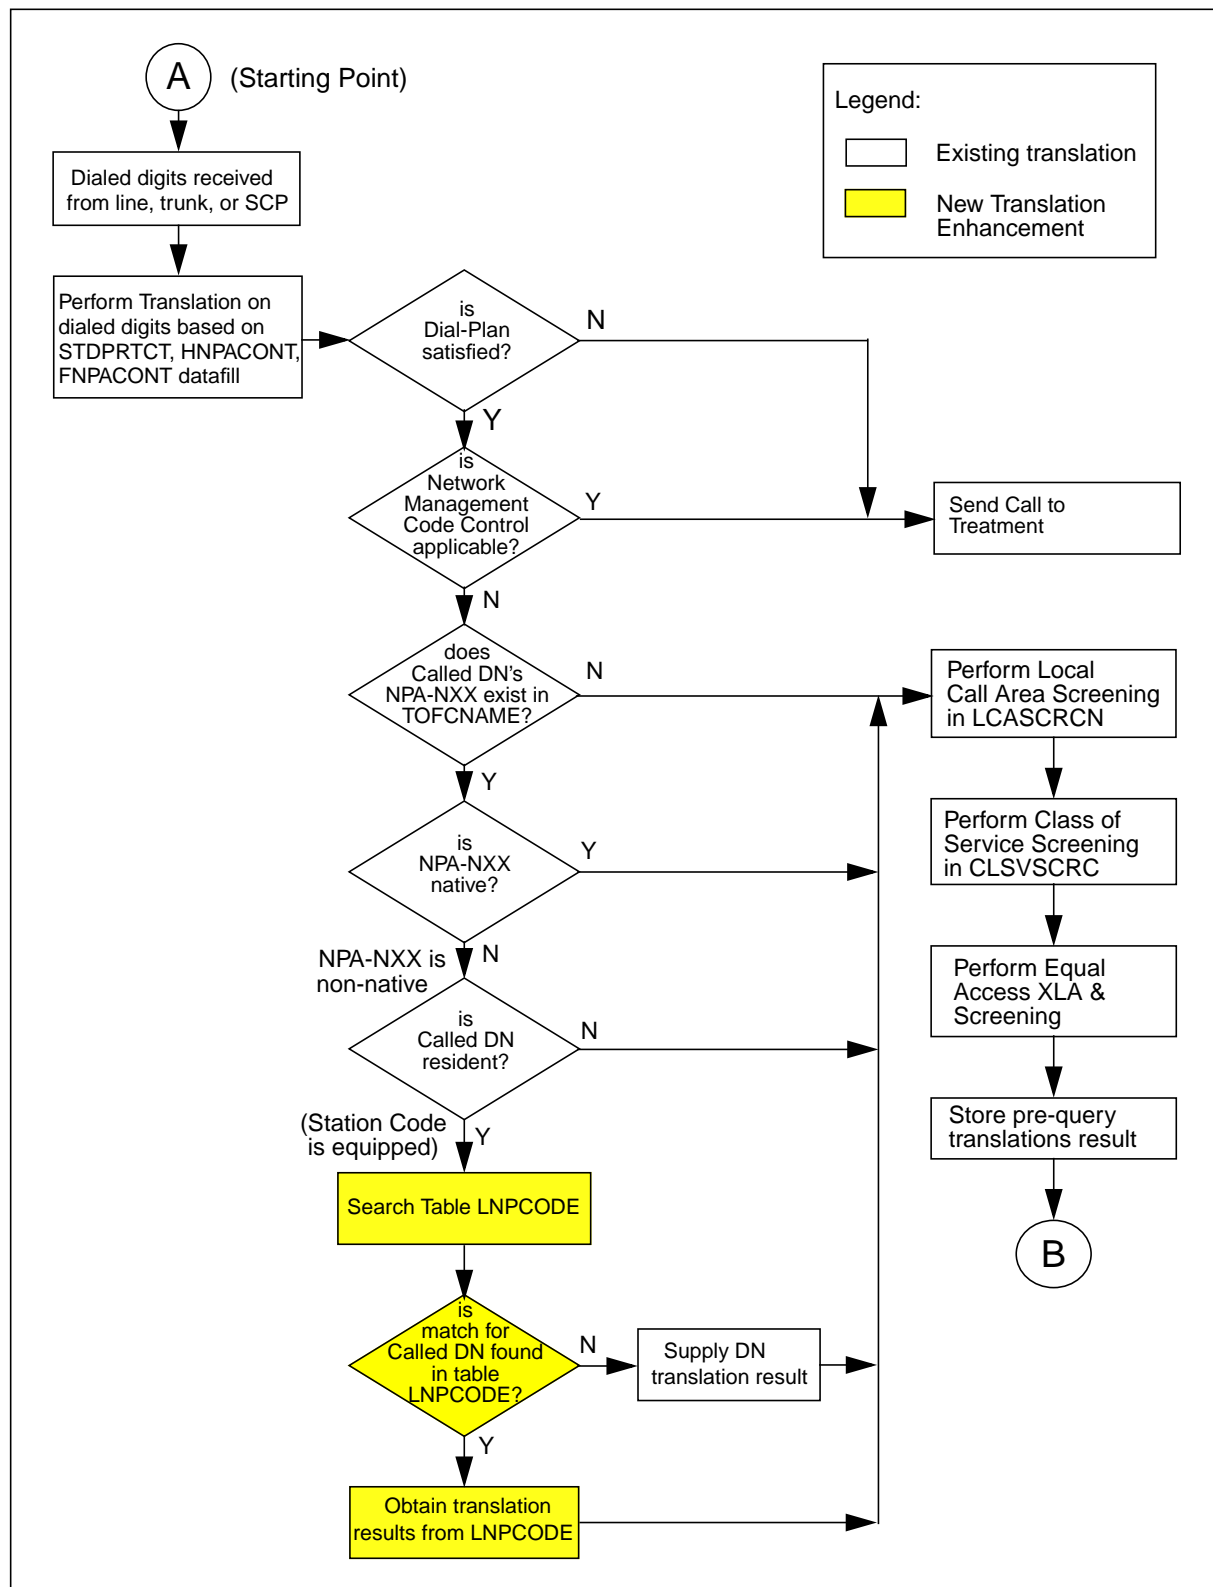 A
(Starting Point)
Legend:
Existing translation
New Translation
Enhancement
Dialed digits received
from line, trunk, or SCP
Perform Translation on
dialed digits based on
STDPRTCT, HNPACONT,
FNPACONT datafill
is
Dial-Plan
satisfied?
N
Y
is
Network
Management
Code Control
applicable?
Y
Send Call to
Treatment
N
does
Called DN's
NPA-NXX exist in
TOFCNAME?
N
Perform Local
Call Area Screening
in LCASCRCN
Y
is
NPA-NXX
native?
Y
Perform Class of
Service Screening
in CLSVSCRC
N
NPA-NXX is
non-native
Perform Equal
Access XLA &
Screening
is
Called DN
resident?
N
(Station Code
is equipped)
Y
Store pre-query
translations result
Search Table LNPCODE
B
is
match for
Called DN found
in table
LNPCODE?
N
Supply DN
translation result
Y
Obtain translation
results from LNPCODE